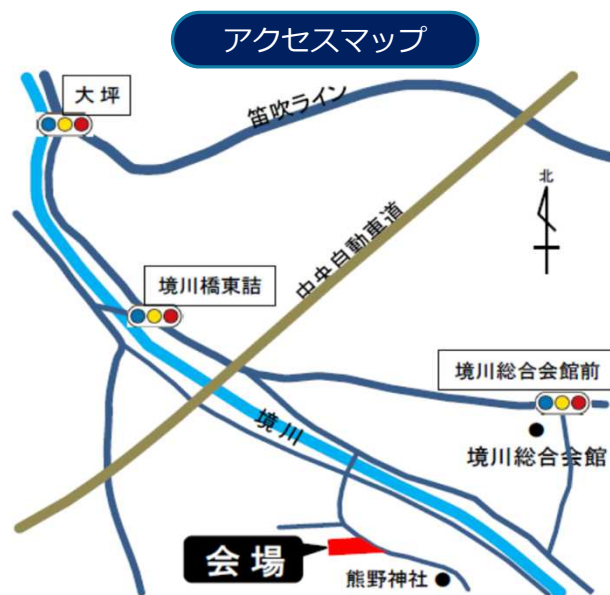 アクセスマップ
大坪
笛吹ライン
北
中央自動車道
境川橋東詰
境川総合会館前
境川
境川総合会館
会場
熊野神社